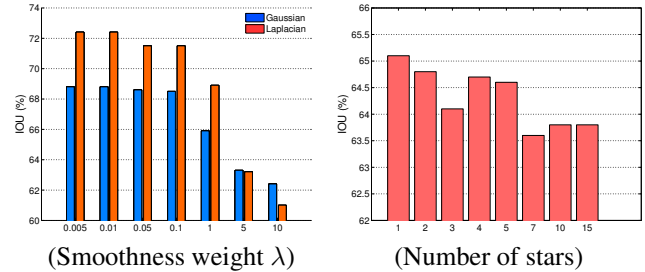 74
72
70
68
66
64
62
60
IOU (%)
Gaussian
Laplacian
0.005 0.01 0.05 0.1 1 5 10
(Smoothness weight λ)
66
65.5
65
64.5
64
63.5
63
62.5
62
IOU (%)
1 2 3 4 5 7 10 15
(Number of stars)